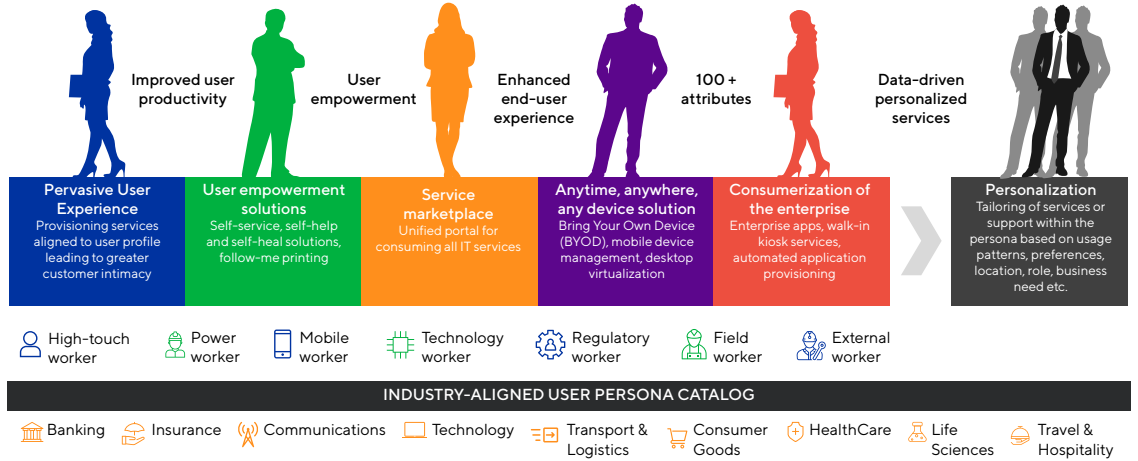 Improved user
productivity
User
empowerment
Enhanced
end-user
experience
100 +
attributes
Data-driven
personalized
services
Pervasive User
Experience
Provisioning services
aligned to user profile
leading to greater
customer intimacy
User empowerment
solutions
Self-service, self-help
and self-heal solutions,
follow-me printing
Service
marketplace
Unified portal for
consuming all IT services
Anytime, anywhere,
any device solution
Bring Your Own Device
(BYOD), mobile device
management, desktop
virtualization
Consumerization of
the enterprise
Enterprise apps, walk-in
kiosk services,
automated application
provisioning
Personalization
Tailoring of services or
support within the
persona based on usage
patterns, preferences,
location, role, business
need etc.
High-touch
worker
Power
worker
Mobile
worker
Technology
worker
Regulatory
worker
Field
worker
External
worker
INDUSTRY-ALIGNED USER PERSONA CATALOG
Banking
Insurance
Communications
Technology
Transport &
Logistics
Consumer
Goods
HealthCare
Life
Sciences
Travel &
Hospitality